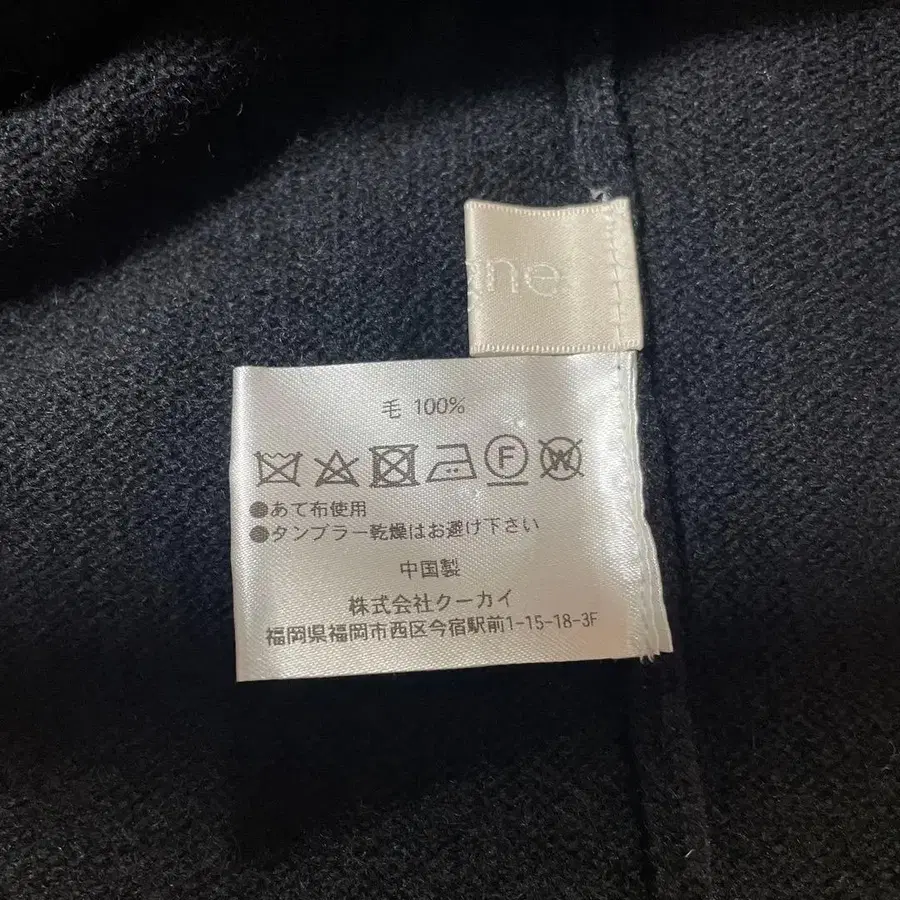 毛 100%
F W
●あて布使用
●タンブラー乾燥はお避け下さい
中国製
株式会社クーカイ
福岡県福岡市西区今宿駅前1-15-18-3F